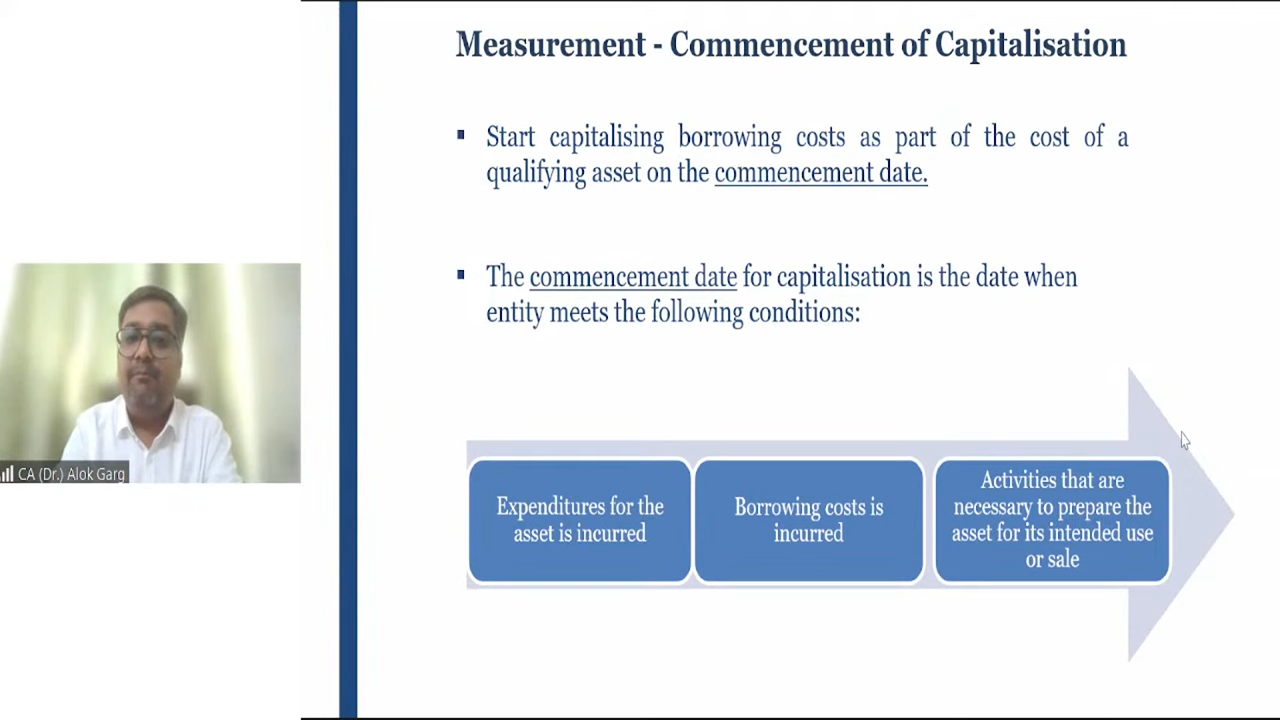 Measurement - Commencement of Capitalisation
▪ Start capitalising borrowing costs as part of the cost of a
qualifying asset on the commencement date.
▪ The commencement date for capitalisation is the date when
entity meets the following conditions:
Expenditures for the
asset is incurred
Borrowing costs is
incurred
Activities that are
necessary to prepare the
asset for its intended use
or sale
CA (Dr.) Alok Garg